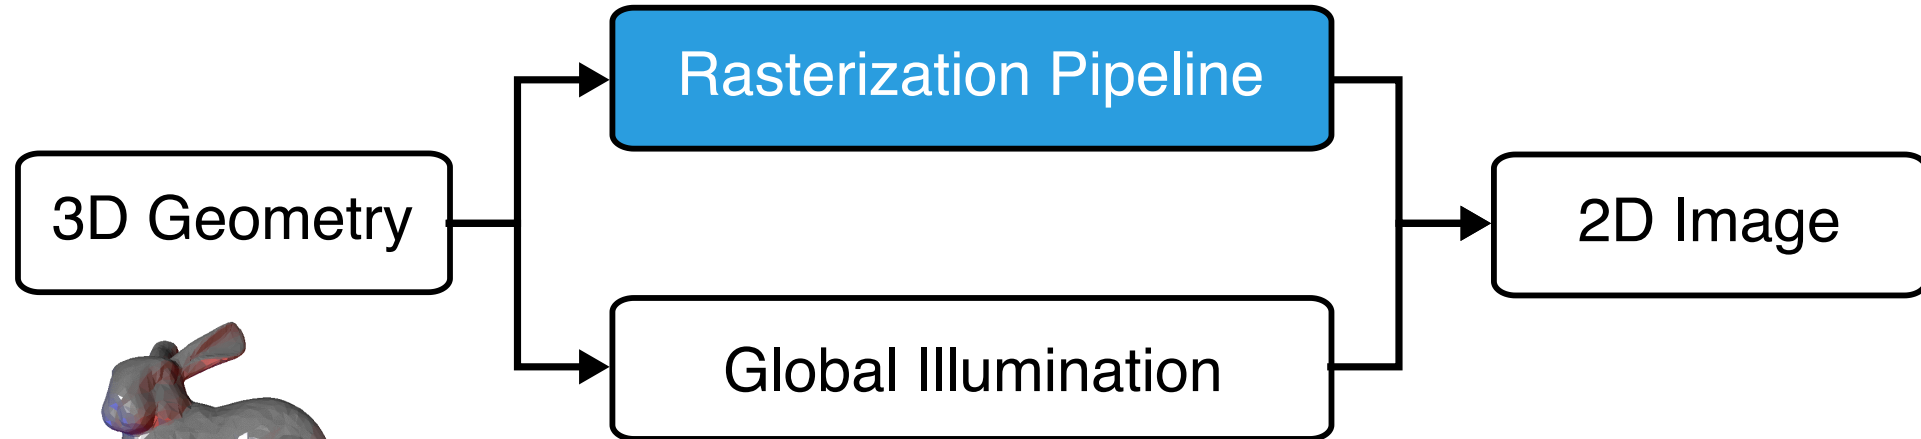 Rasterization Pipeline
3D Geometry
2D Image
Global Illumination